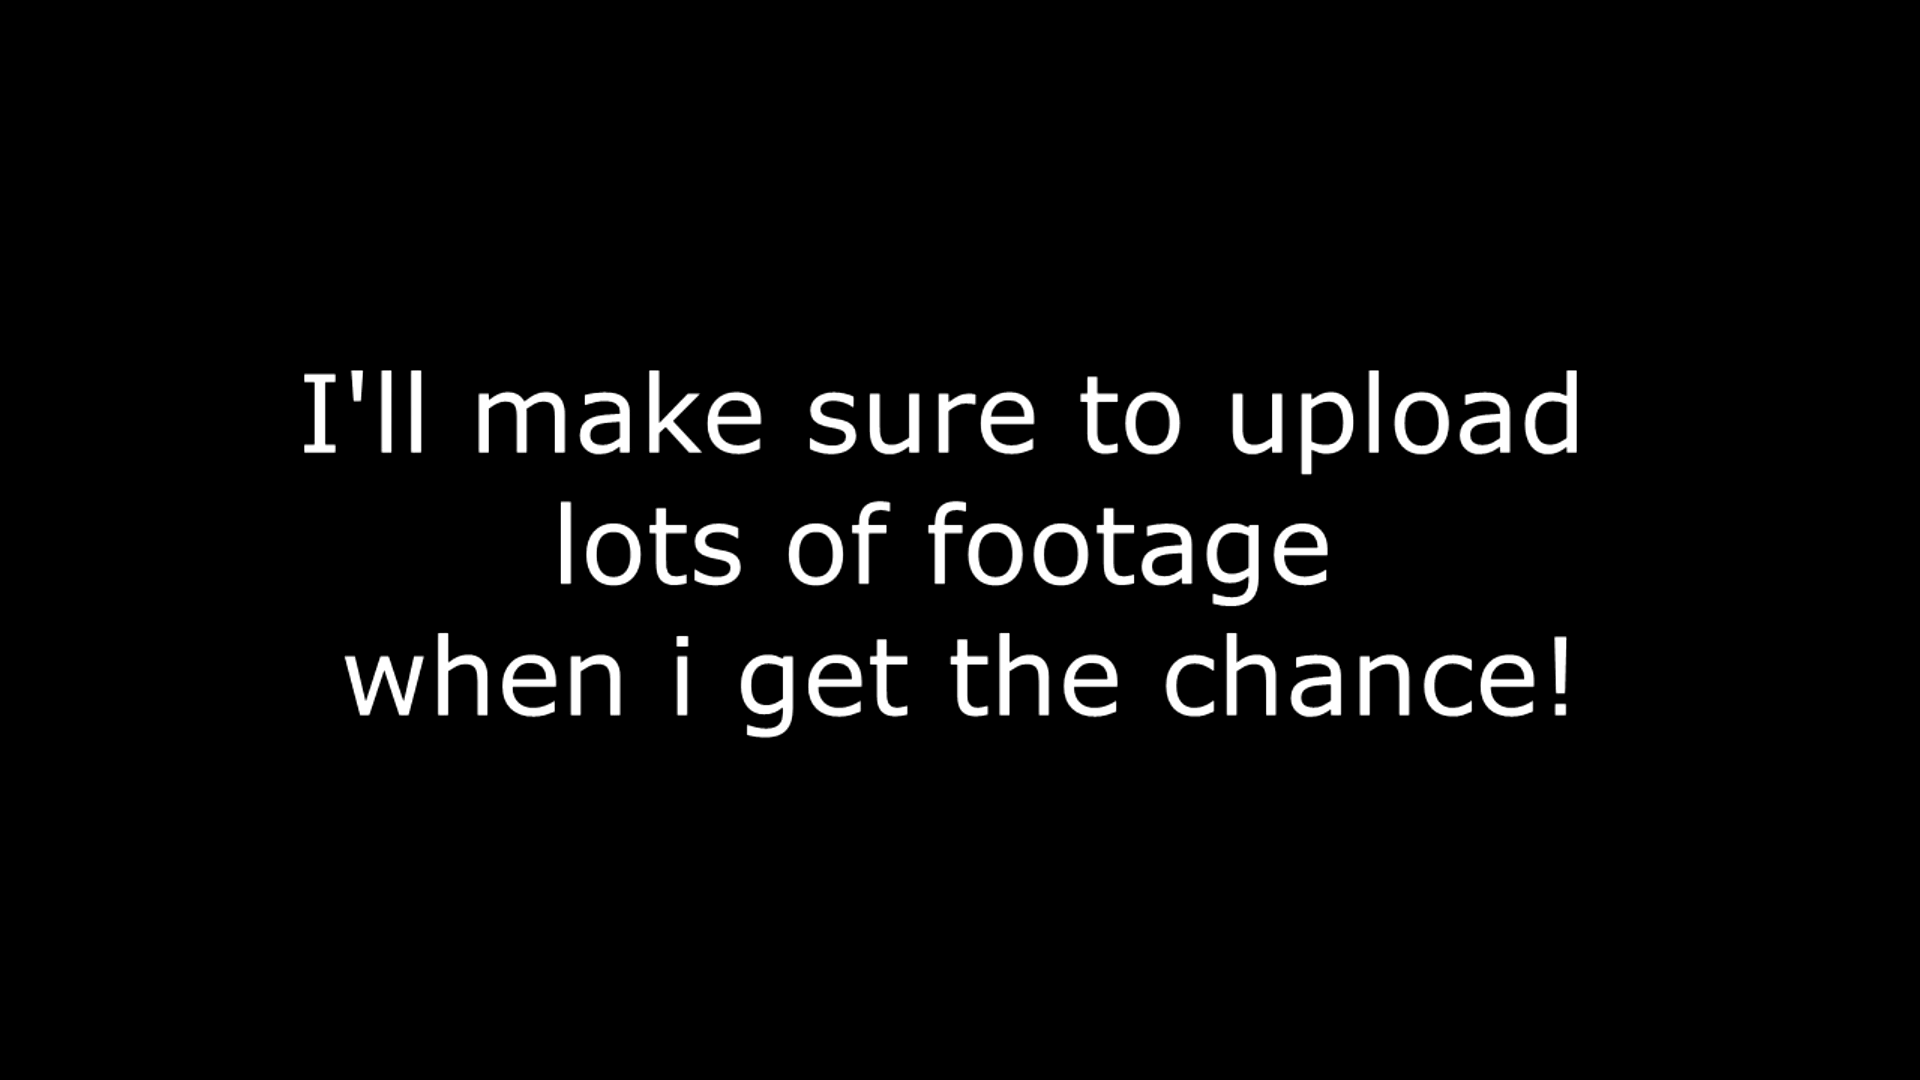 I'll make sure to upload
lots of footage
when i get the chance!